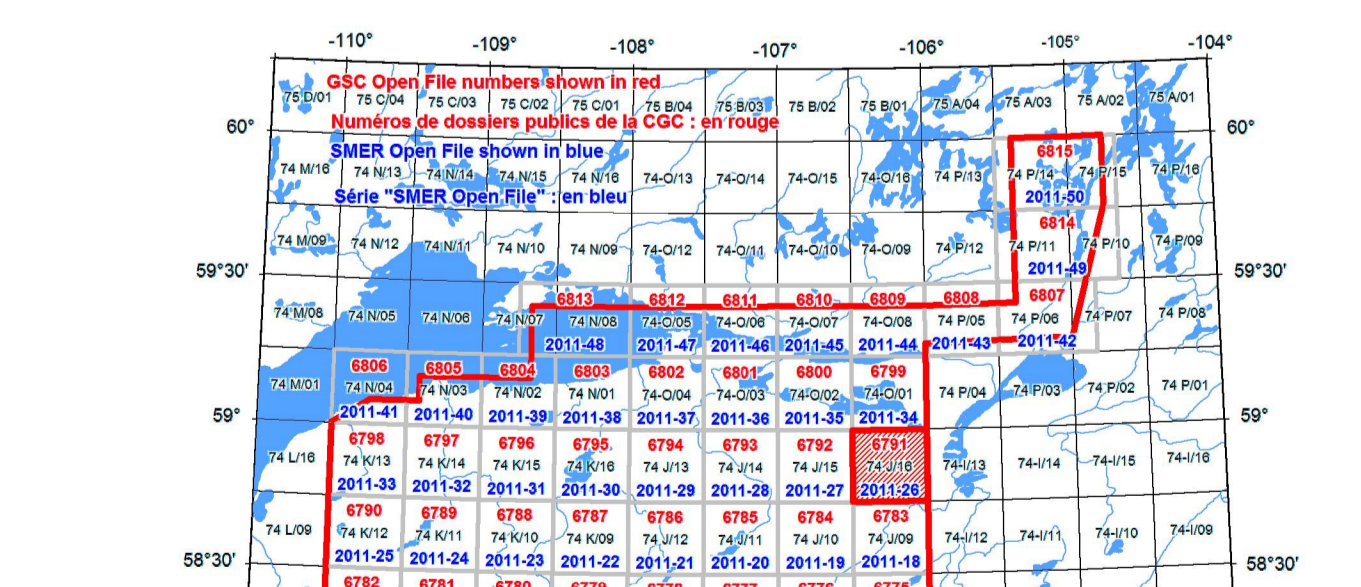 -110° -109° -108° -107° -106° -105° -104°
GSC Open File numbers shown in red
75 D/01 75 C/04 75 C/03 75 C/02 75 C/01 75 B/04 75 B/03 75 B/02 75 B/01 75 A/04 75 A/03 75 A/02 75 A/01
Numéros de dossiers publics de la CGC : en rouge
60° 60°
SMER Open File shown in blue
6815
74 M/16 74 N/13 74 N/14 74 N/15 74 N/16 74-O/13 74-O/14 74-O/15 74-O/16 74 P/13 74 P/14 74 P/15 74 P/16
Série "SMER Open File" : en bleu
2011-50
6814
74 M/09 74 N/12 74 N/11 74 N/10 74 N/09 74-O/12 74-O/11 74-O/10 74-O/09 74 P/12 74 P/11 74 P/10 74 P/09
2011-49
59°30' 59°30'
6813 6812 6811 6810 6809 6808 6807
74 M/08 74 N/05 74 N/06 74 N/07 74 N/08 74-O/05 74-O/06 74-O/07 74-O/08 74 P/05 74 P/06 74 P/07 74 P/08
2011-48 2011-47 2011-46 2011-45 2011-44 2011-43 2011-42
6806 6805 6804 6803 6802 6801 6800 6799
74 M/01 74 N/04 74 N/03 74 N/02 74 N/01 74-O/04 74-O/03 74-O/02 74-O/01 74 P/04 74 P/03 74 P/02 74 P/01
2011-41 2011-40 2011-39 2011-38 2011-37 2011-36 2011-35 2011-34
59° 59°
6798 6797 6796 6795 6794 6793 6792 6791
74 L/16 74 K/13 74 K/14 74 K/15 74 K/16 74 J/13 74 J/14 74 J/15 74 J/16 74-I/13 74-I/14 74-I/15 74-I/16
2011-33 2011-32 2011-31 2011-30 2011-29 2011-28 2011-27 2011-26
6790 6789 6788 6787 6786 6785 6784 6783
74 L/09 74 K/12 74 K/11 74 K/10 74 K/09 74 J/12 74 J/11 74 J/10 74 J/09 74-I/12 74-I/11 74-I/10 74-I/09
2011-25 2011-24 2011-23 2011-22 2011-21 2011-20 2011-19 2011-18
58°30' 58°30'
6782 6781 6780 6779 6778 6777 6776 6775